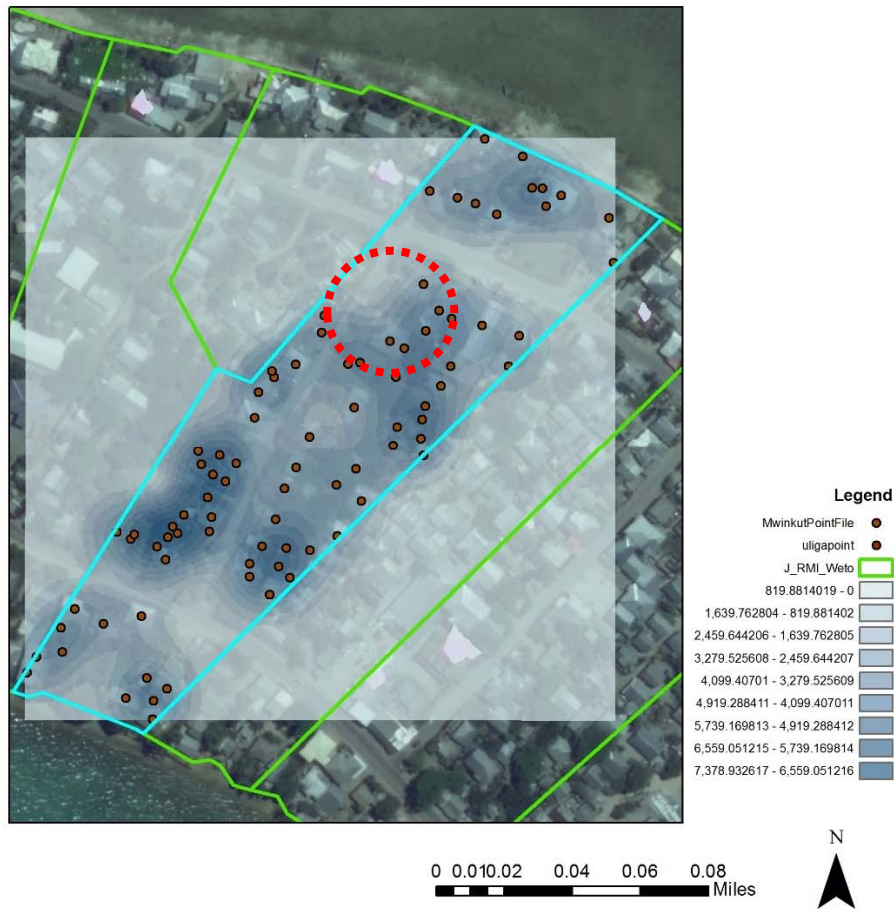 Legend
MwinkutPointFile
uligapoint
J_RMI_Weto
819.8814019 - 0
1,639.762804 - 819.881402
2,459.644206 - 1,639.762805
3,279.525608 - 2,459.644207
4,099.40701 - 3,279.525609
4,919.288411 - 4,099.407011
5,739.169813 - 4,919.288412
6,559.051215 - 5,739.169814
7,378.932617 - 6,559.051216
N
0 0.010.02 0.04 0.06 0.08
Miles